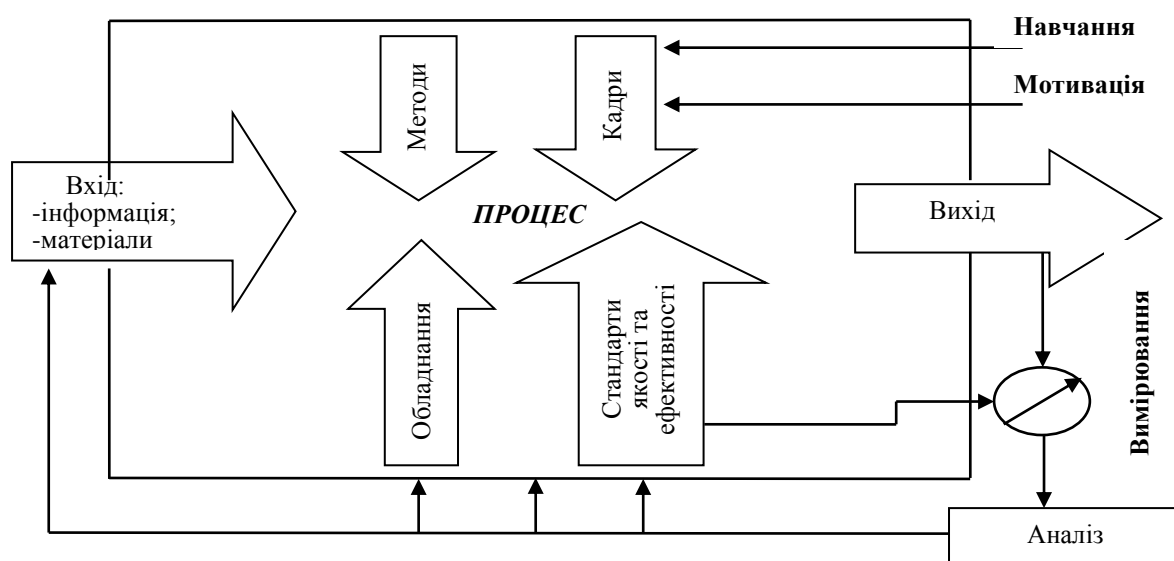 Навчання
Мотивація
Методи
Кадри
Вхід:
-інформація;
-матеріали
ПРОЦЕС
Вихід
Обладнання
Стандарти
якості та
ефективності
Вимірювання
Аналіз